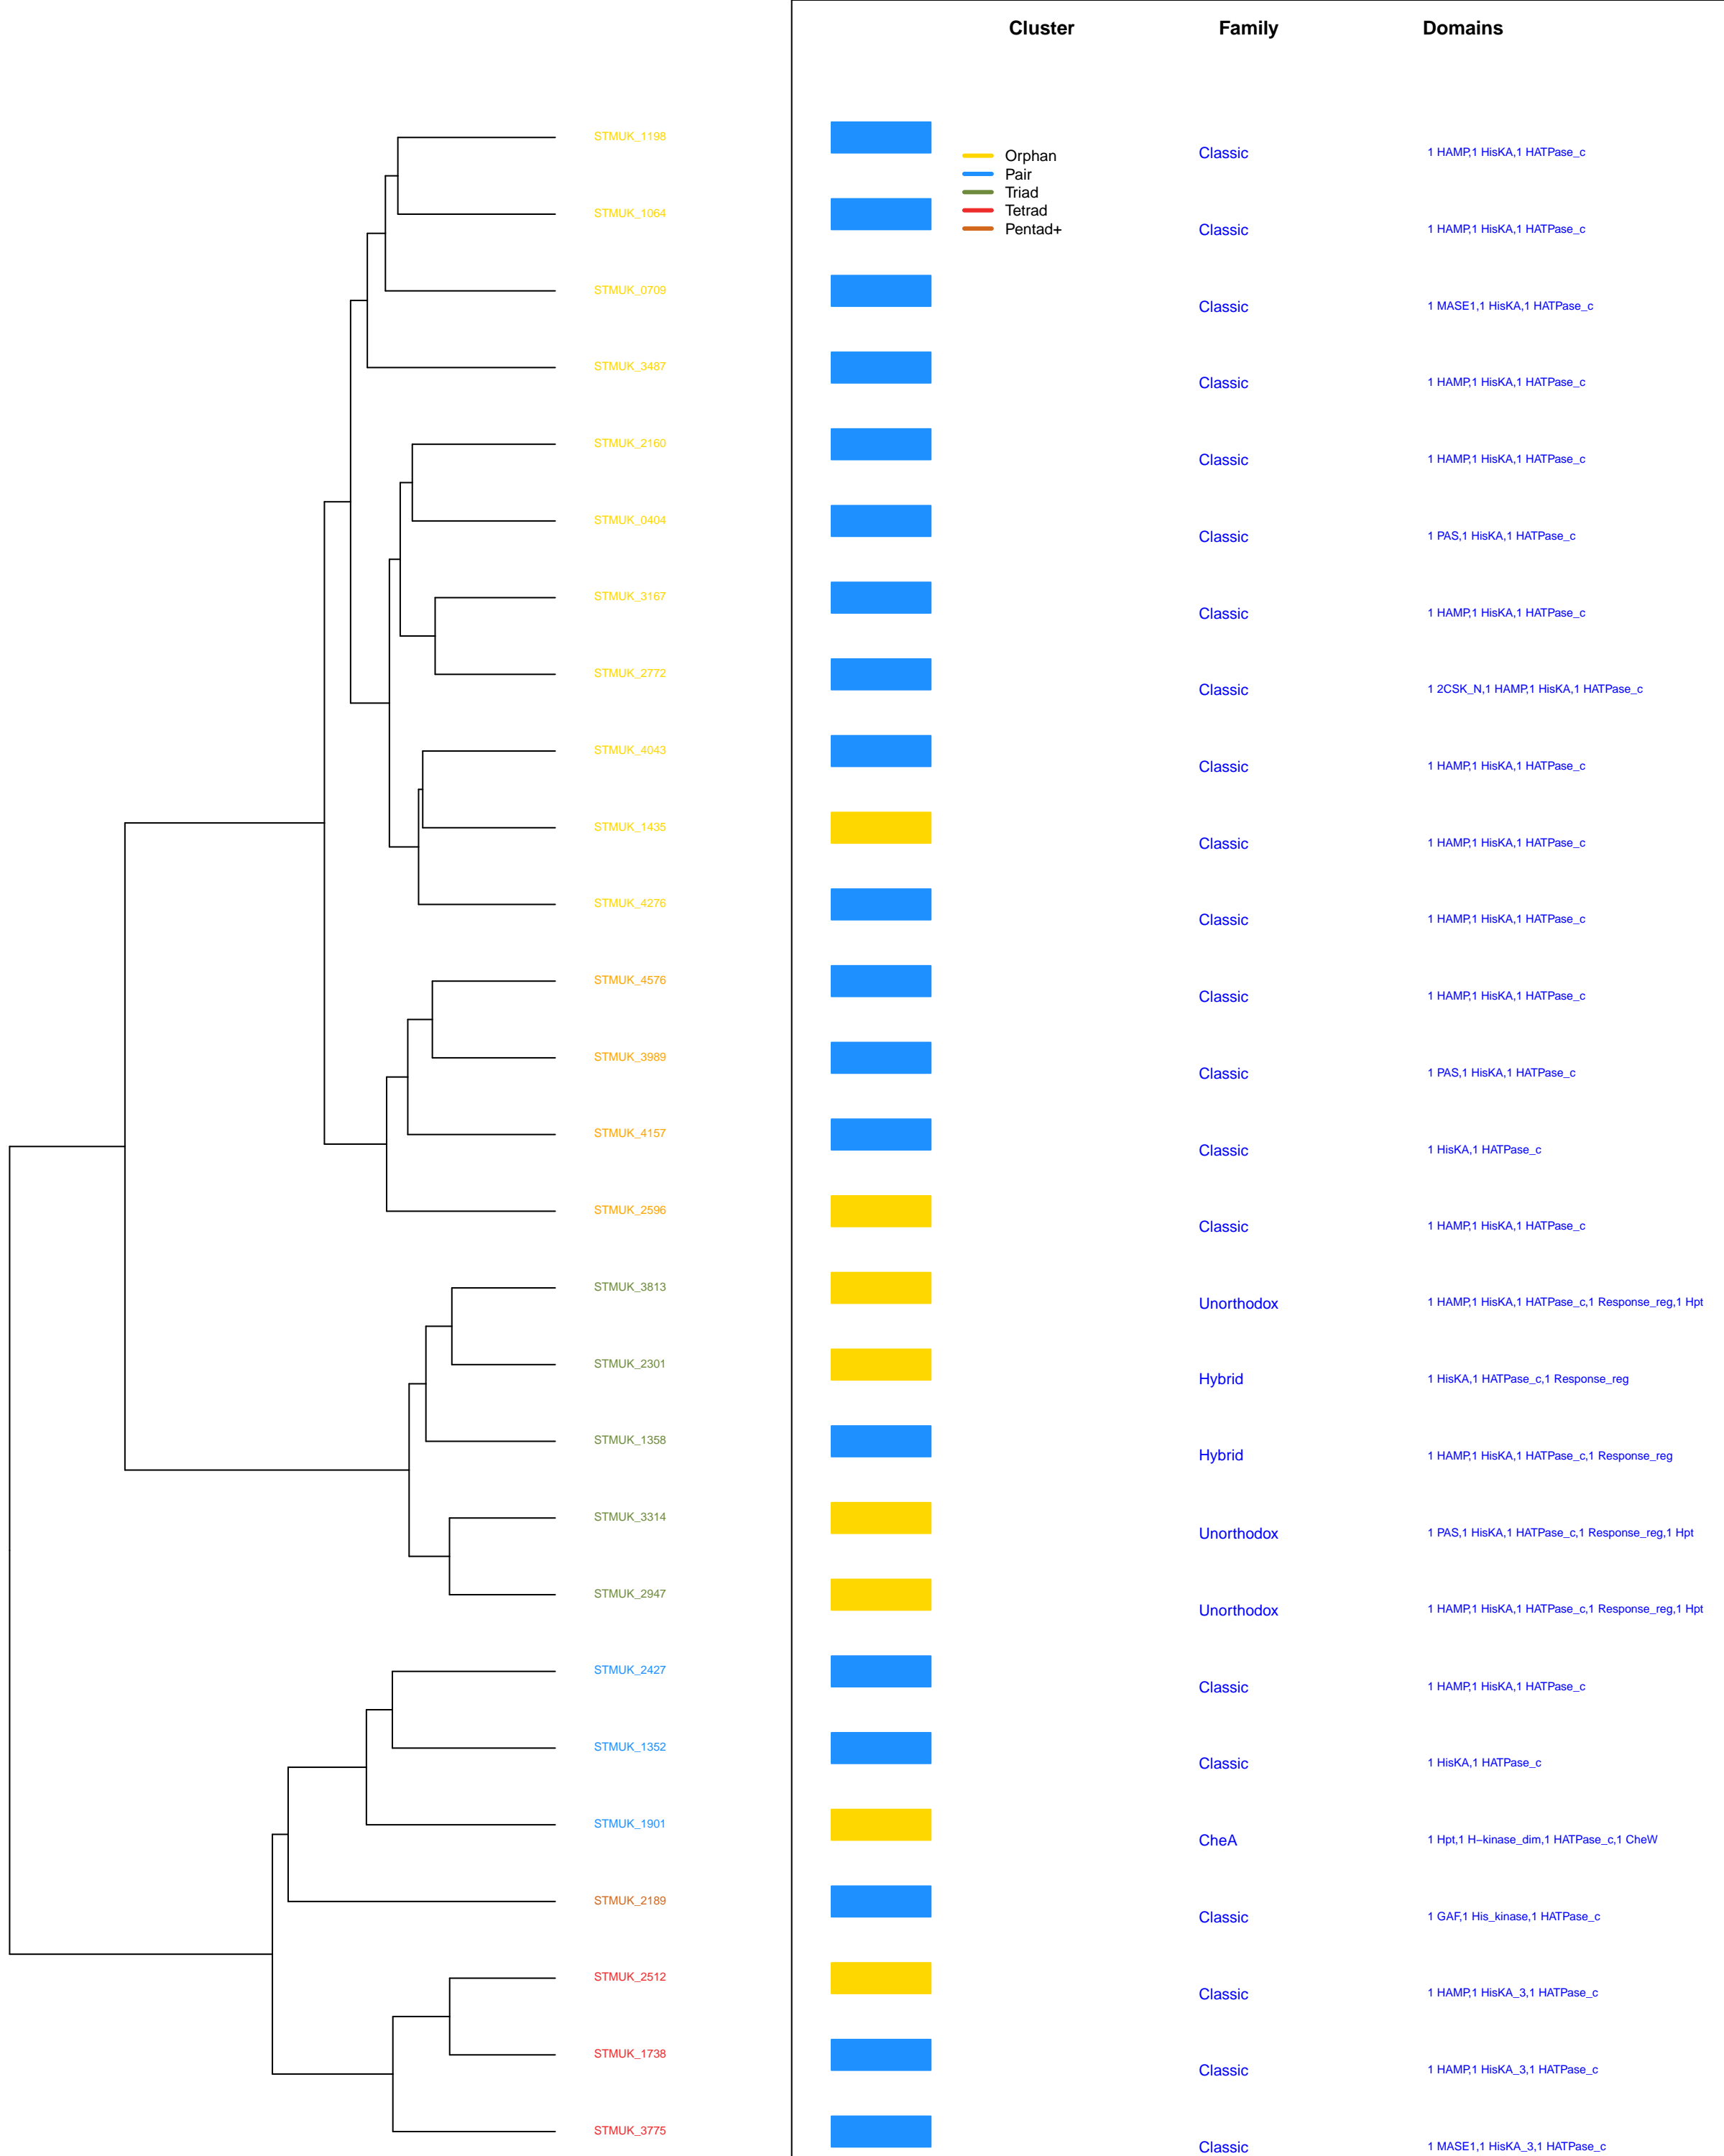 Cluster Family Domains
STMUK_1198 Classic 1 HAMP,1 HisKA,1 HATPase_c
Orphan
Pair
Triad
Tetrad
Pentad+
STMUK_1064 Classic 1 HAMP,1 HisKA,1 HATPase_c
STMUK_0709 Classic 1 MASE1,1 HisKA,1 HATPase_c
STMUK_3487 Classic 1 HAMP,1 HisKA,1 HATPase_c
STMUK_2160 Classic 1 HAMP,1 HisKA,1 HATPase_c
STMUK_0404 Classic 1 PAS,1 HisKA,1 HATPase_c
STMUK_3167 Classic 1 HAMP,1 HisKA,1 HATPase_c
STMUK_2772 Classic 1 2CSK_N,1 HAMP,1 HisKA,1 HATPase_c
STMUK_4043 Classic 1 HAMP,1 HisKA,1 HATPase_c
STMUK_1435 Classic 1 HAMP,1 HisKA,1 HATPase_c
STMUK_4276 Classic 1 HAMP,1 HisKA,1 HATPase_c
STMUK_4576 Classic 1 HAMP,1 HisKA,1 HATPase_c
STMUK_3989 Classic 1 PAS,1 HisKA,1 HATPase_c
STMUK_4157 Classic 1 HisKA,1 HATPase_c
STMUK_2596 Classic 1 HAMP,1 HisKA,1 HATPase_c
STMUK_3813 Unorthodox 1 HAMP,1 HisKA,1 HATPase_c,1 Response_reg,1 Hpt
STMUK_2301 Hybrid 1 HisKA,1 HATPase_c,1 Response_reg
STMUK_1358 Hybrid 1 HAMP,1 HisKA,1 HATPase_c,1 Response_reg
STMUK_3314 Unorthodox 1 PAS,1 HisKA,1 HATPase_c,1 Response_reg,1 Hpt
STMUK_2947 Unorthodox 1 HAMP,1 HisKA,1 HATPase_c,1 Response_reg,1 Hpt
STMUK_2427 Classic 1 HAMP,1 HisKA,1 HATPase_c
STMUK_1352 Classic 1 HisKA,1 HATPase_c
STMUK_1901 CheA 1 Hpt,1 H−kinase_dim,1 HATPase_c,1 CheW
STMUK_2189 Classic 1 GAF,1 His_kinase,1 HATPase_c
STMUK_2512 Classic 1 HAMP,1 HisKA_3,1 HATPase_c
STMUK_1738 Classic 1 HAMP,1 HisKA_3,1 HATPase_c
STMUK_3775 Classic 1 MASE1,1 HisKA_3,1 HATPase_c